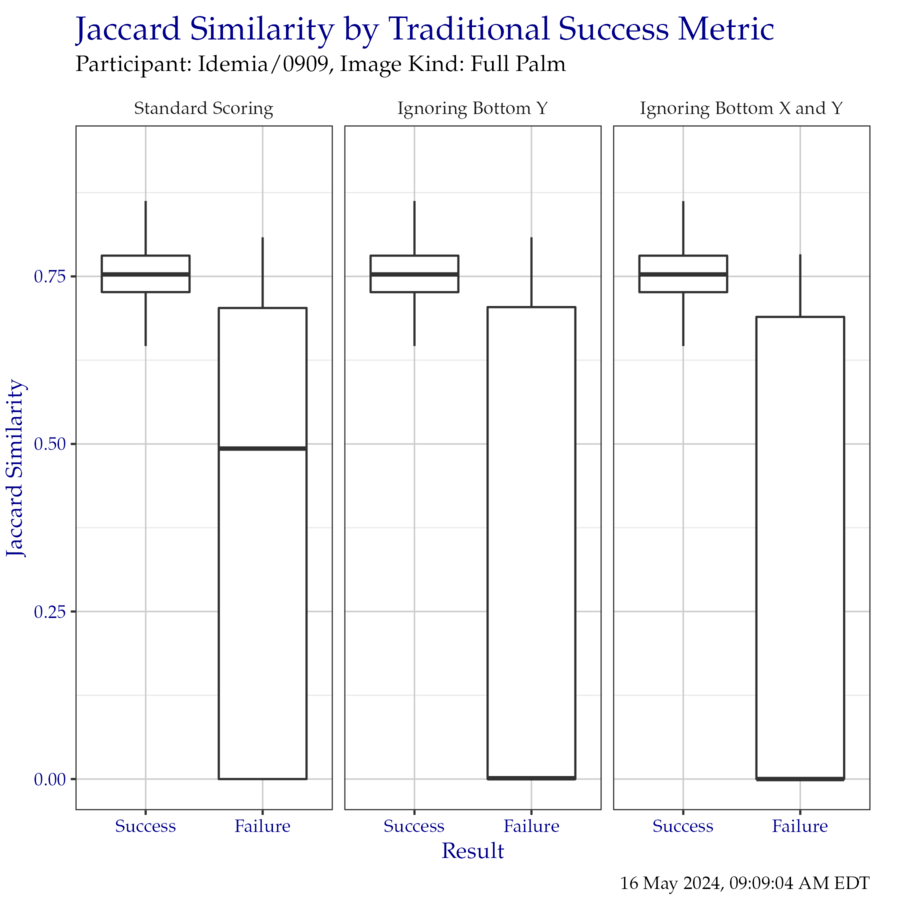 Jaccard Similarity by Traditional Success Metric
Participant: Idemia/0909, Image Kind: Full Palm
Standard Scoring
Ignoring Bottom Y
Ignoring Bottom X and Y
Jaccard Similarity
0.75
0.50
0.25
0.00
Success Failure
Success Failure
Success Failure
Result
16 May 2024, 09:09:04 AM EDT